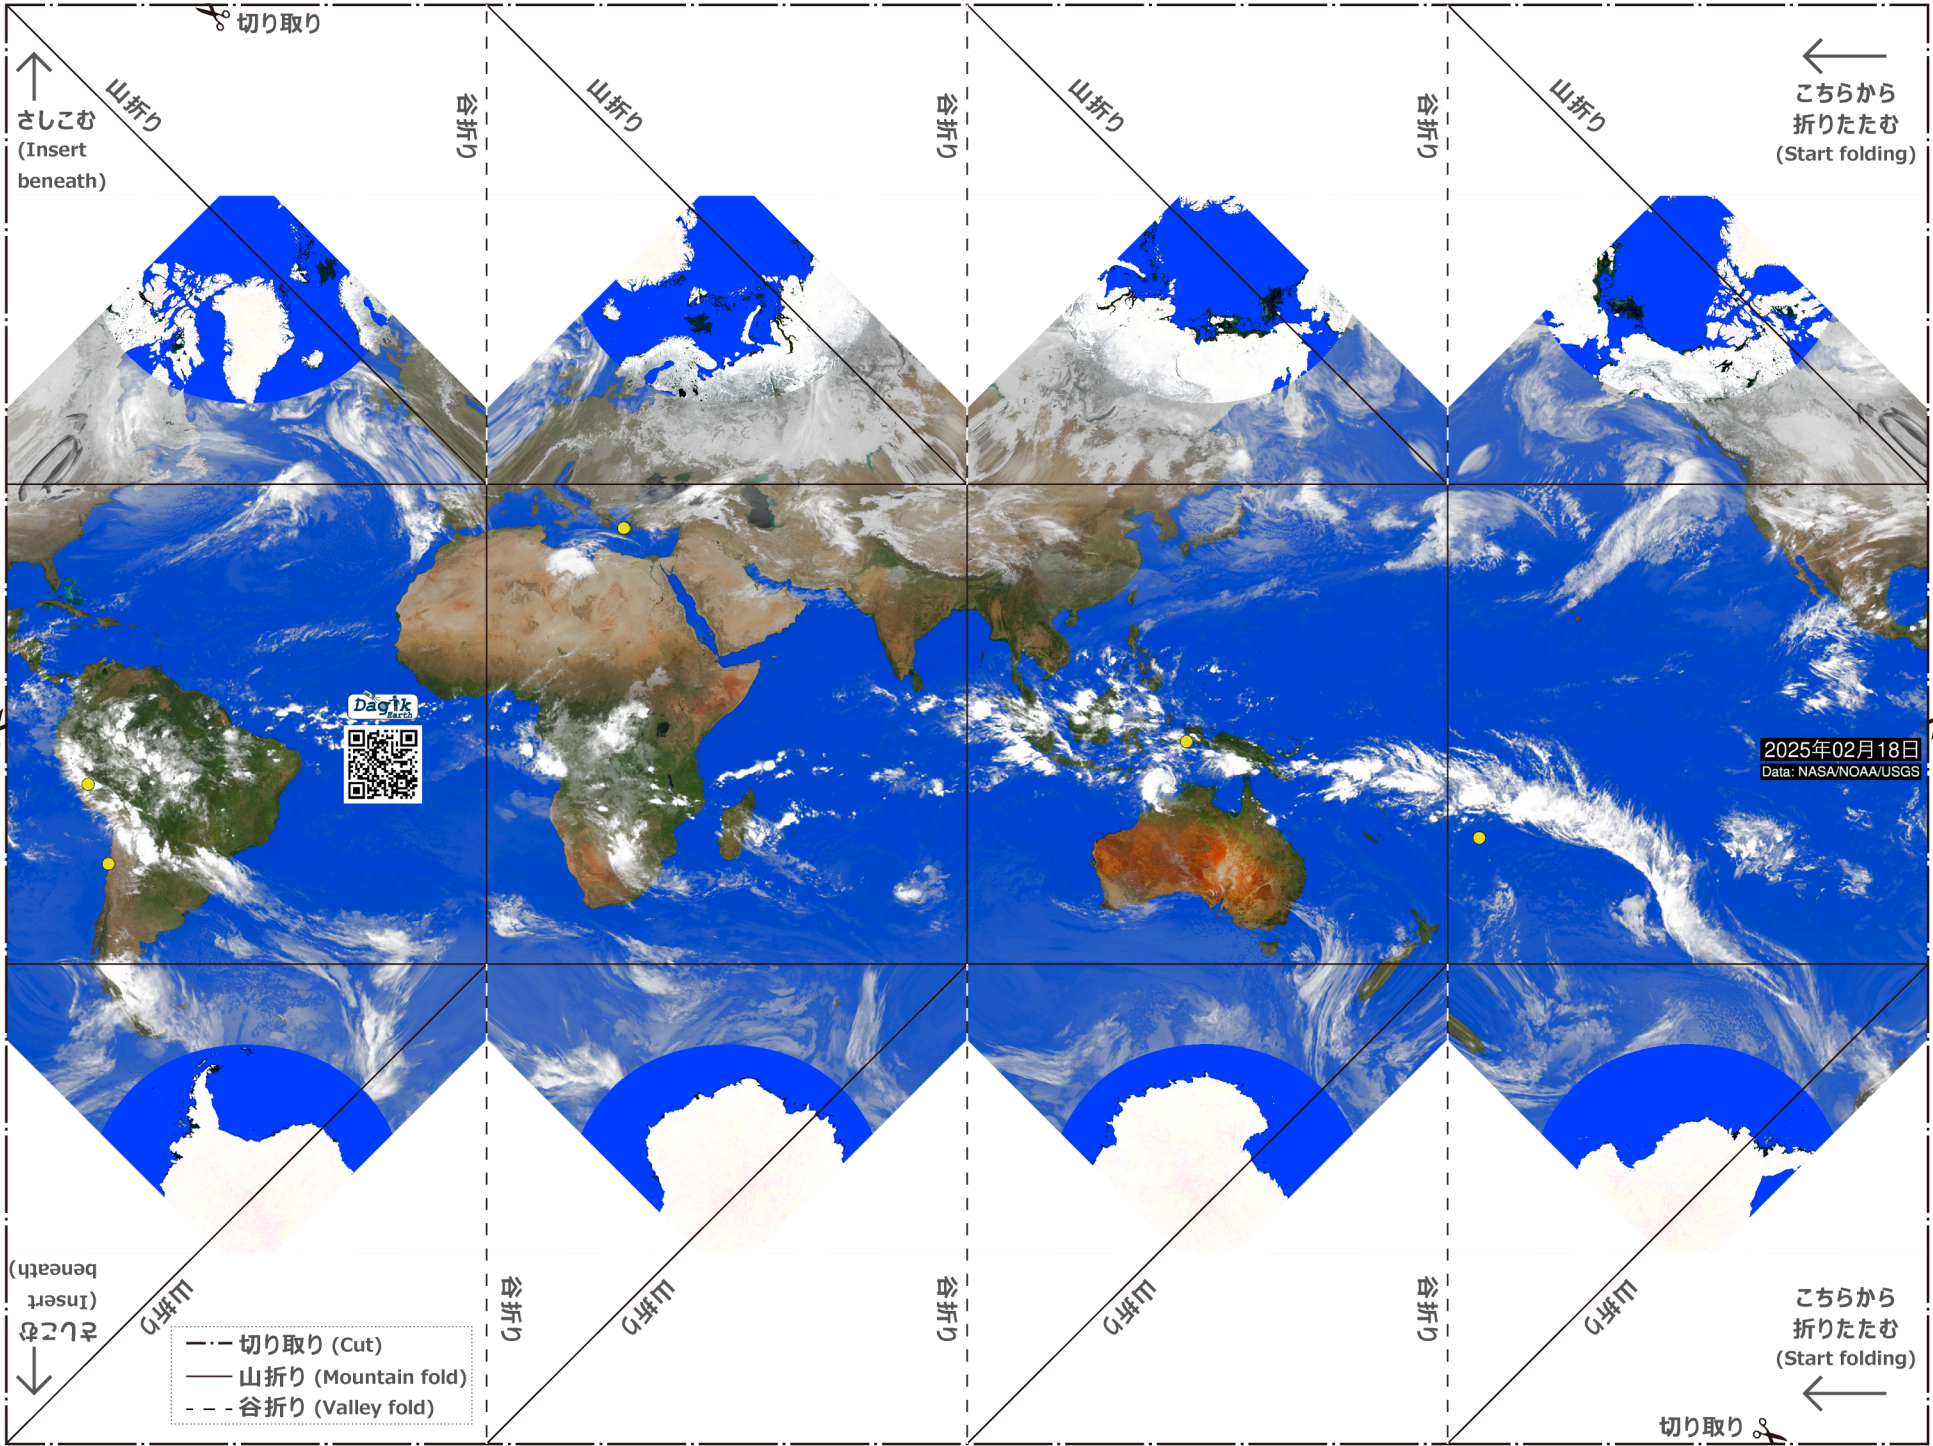 切り取り
山折り
谷折り
山折り
谷折り
山折り
谷折り
山折り
さしこむ
(Insert
beneath)
こちらから
折りたたむ
(Start folding)
Dagik
Earth
2025年02月18日
Data: NASA/NOAA/USGS
さしこむ
(Insert
beneath)
山折り
谷折り
山折り
谷折り
山折り
谷折り
山折り
切り取り (Cut)
山折り (Mountain fold)
谷折り (Valley fold)
こちらから
折りたたむ
(Start folding)
切り取り